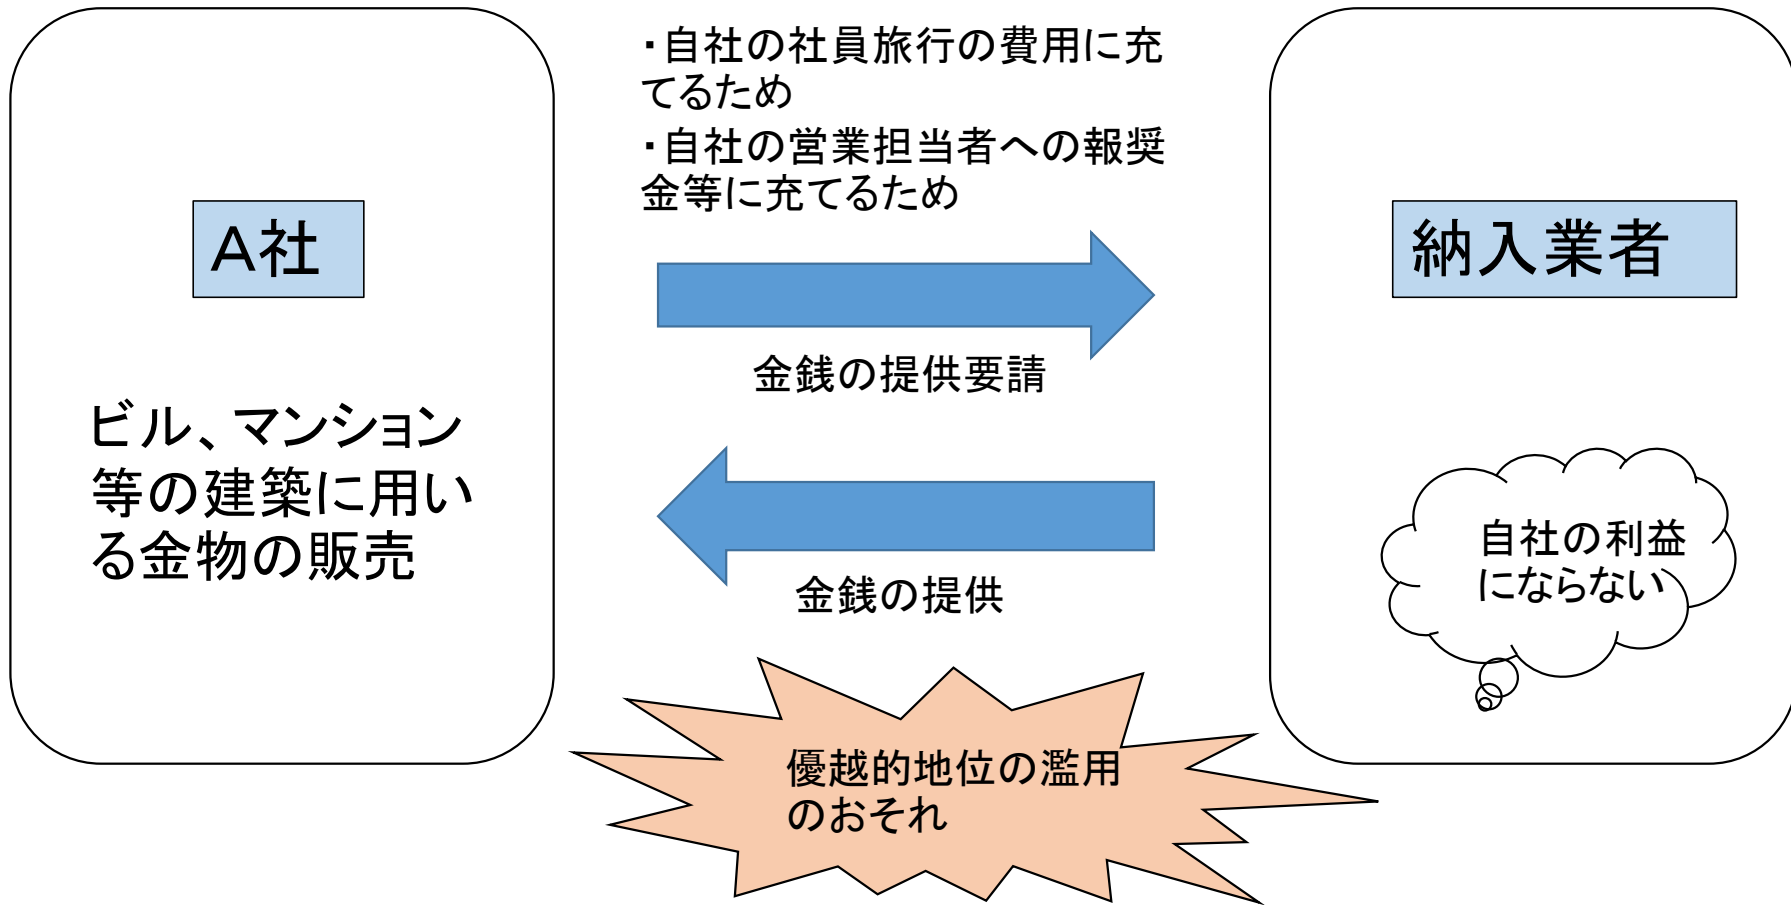 ・自社の社員旅行の費用に充
てるため
・自社の営業担当者への報奨
金等に充てるため
A社
納入業者
金銭の提供要請
ビル、マンション
等の建築に用い
る金物の販売
自社の利益
にならない
金銭の提供
優越的地位の濫用
のおそれ